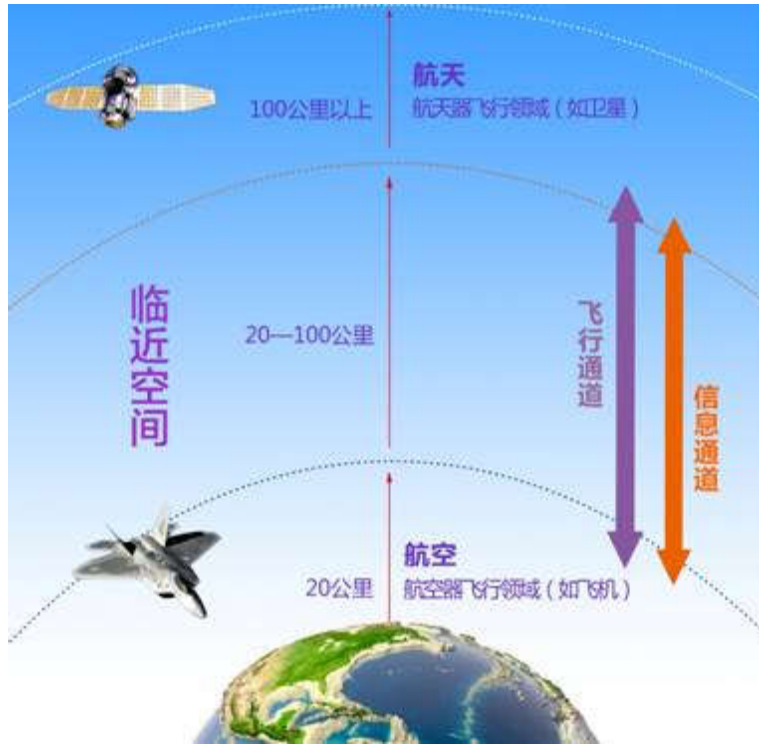 航天
100公里以上
航天器飞行领域（如卫星）
临近空间
20—100公里
飞行通道
信息通道
航空
20公里
航空器飞行领域（如飞机）